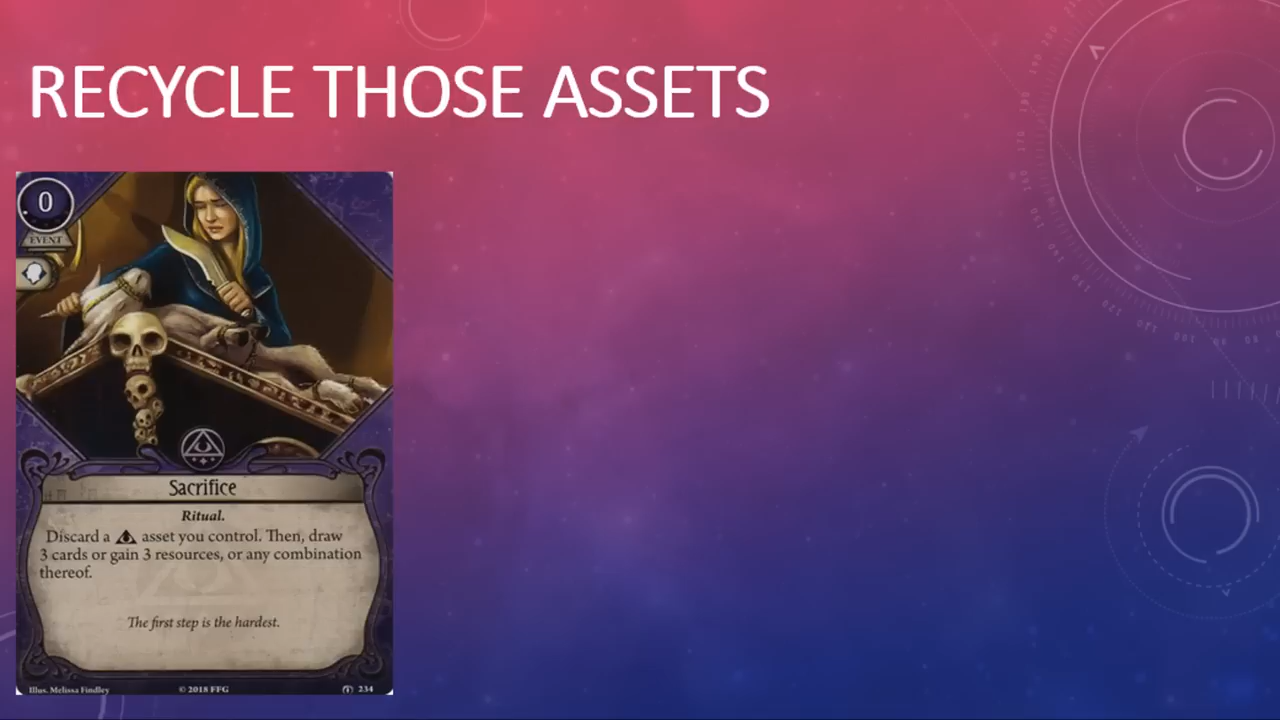 RECYCLE THOSE ASSETS
0
EVENT
Sacrifice
Ritual.
Discard a asset you control. Then, draw
3 cards or gain 3 resources, or any combination
thereof.
The first step is the hardest.
Illus. Melissa Findley © 2018 FFG 234